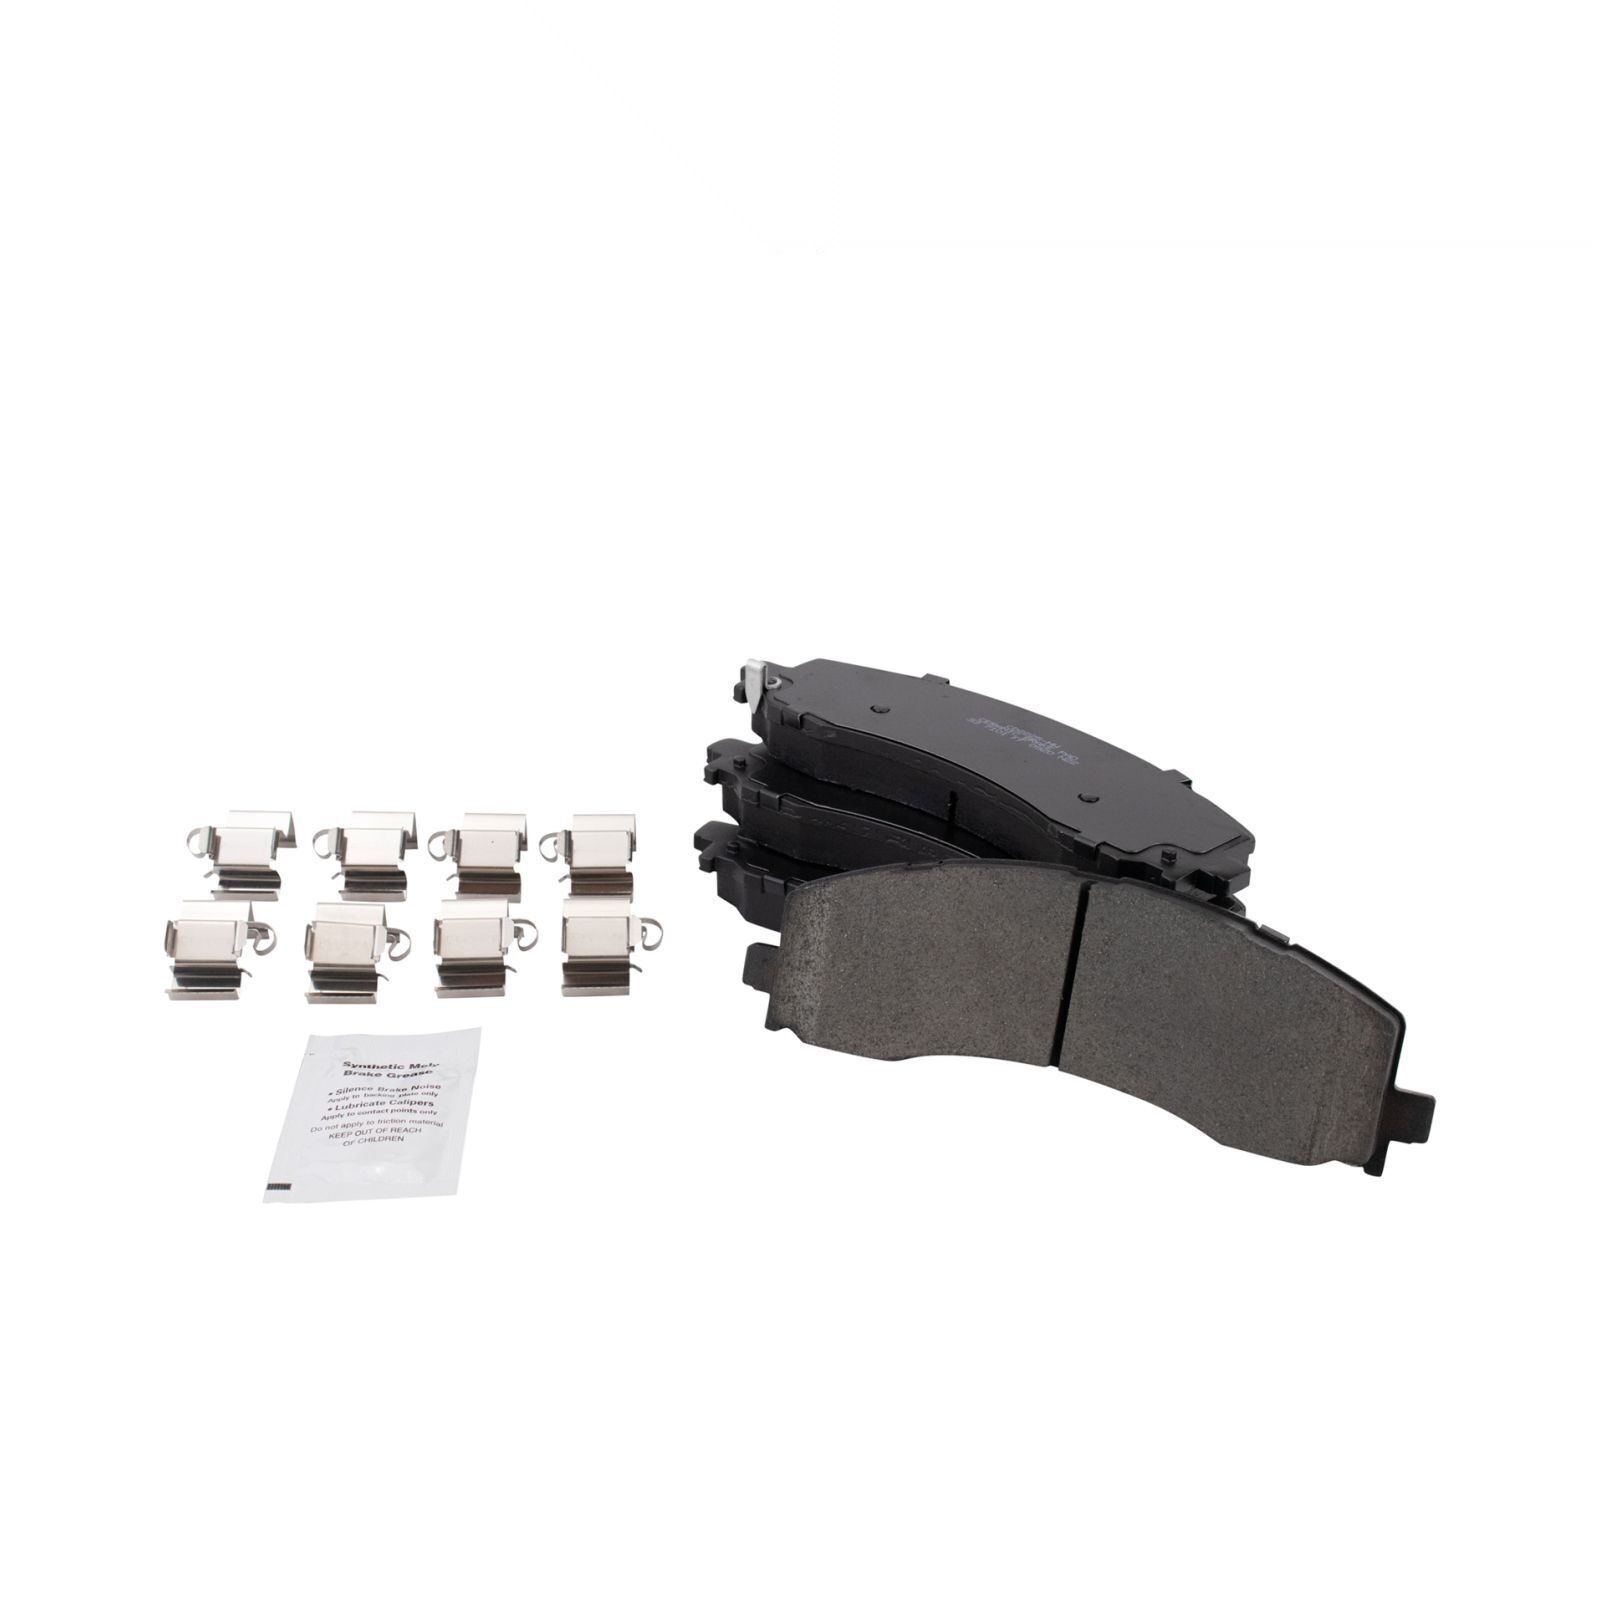 Synthetic Moly
Brake Grease
• Silence Brake Noise
Apply to backing plate only
• Lubricate Calipers
Apply to contact points only
Do not apply to friction material
KEEP OUT OF REACH
OF CHILDREN